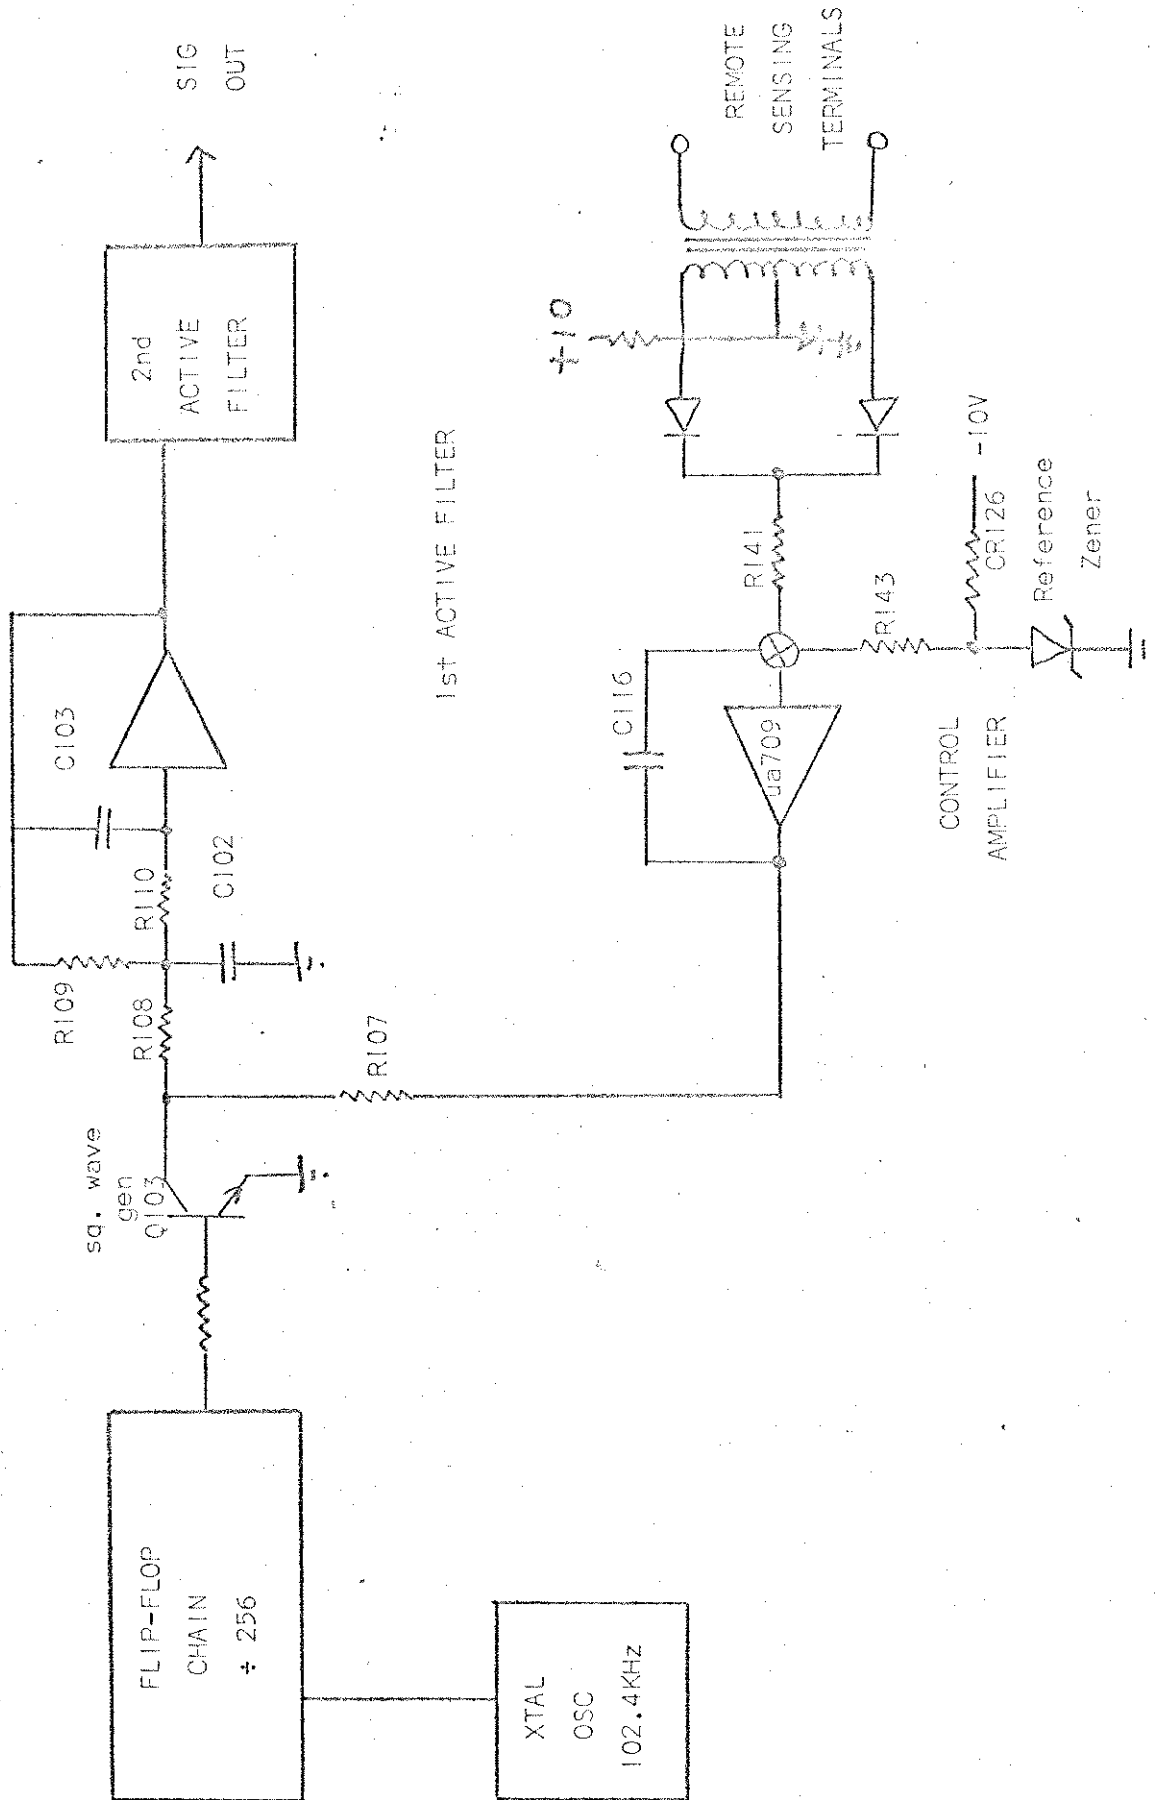 SIG
OUT
2nd
ACTIVE
FILTER
C103
R110
C102
R109
R108
R107
1st ACTIVE FILTER
sq. wave
gen
Q103
FLIP-FLOP
CHAIN
÷ 256
XTAL
OSC
102.4KHz
REMOTE
SENSING
TERMINALS
+10
R141
C116
ua709
R143
-10V
CR126
Reference
Zener
CONTROL
AMPLIFIER